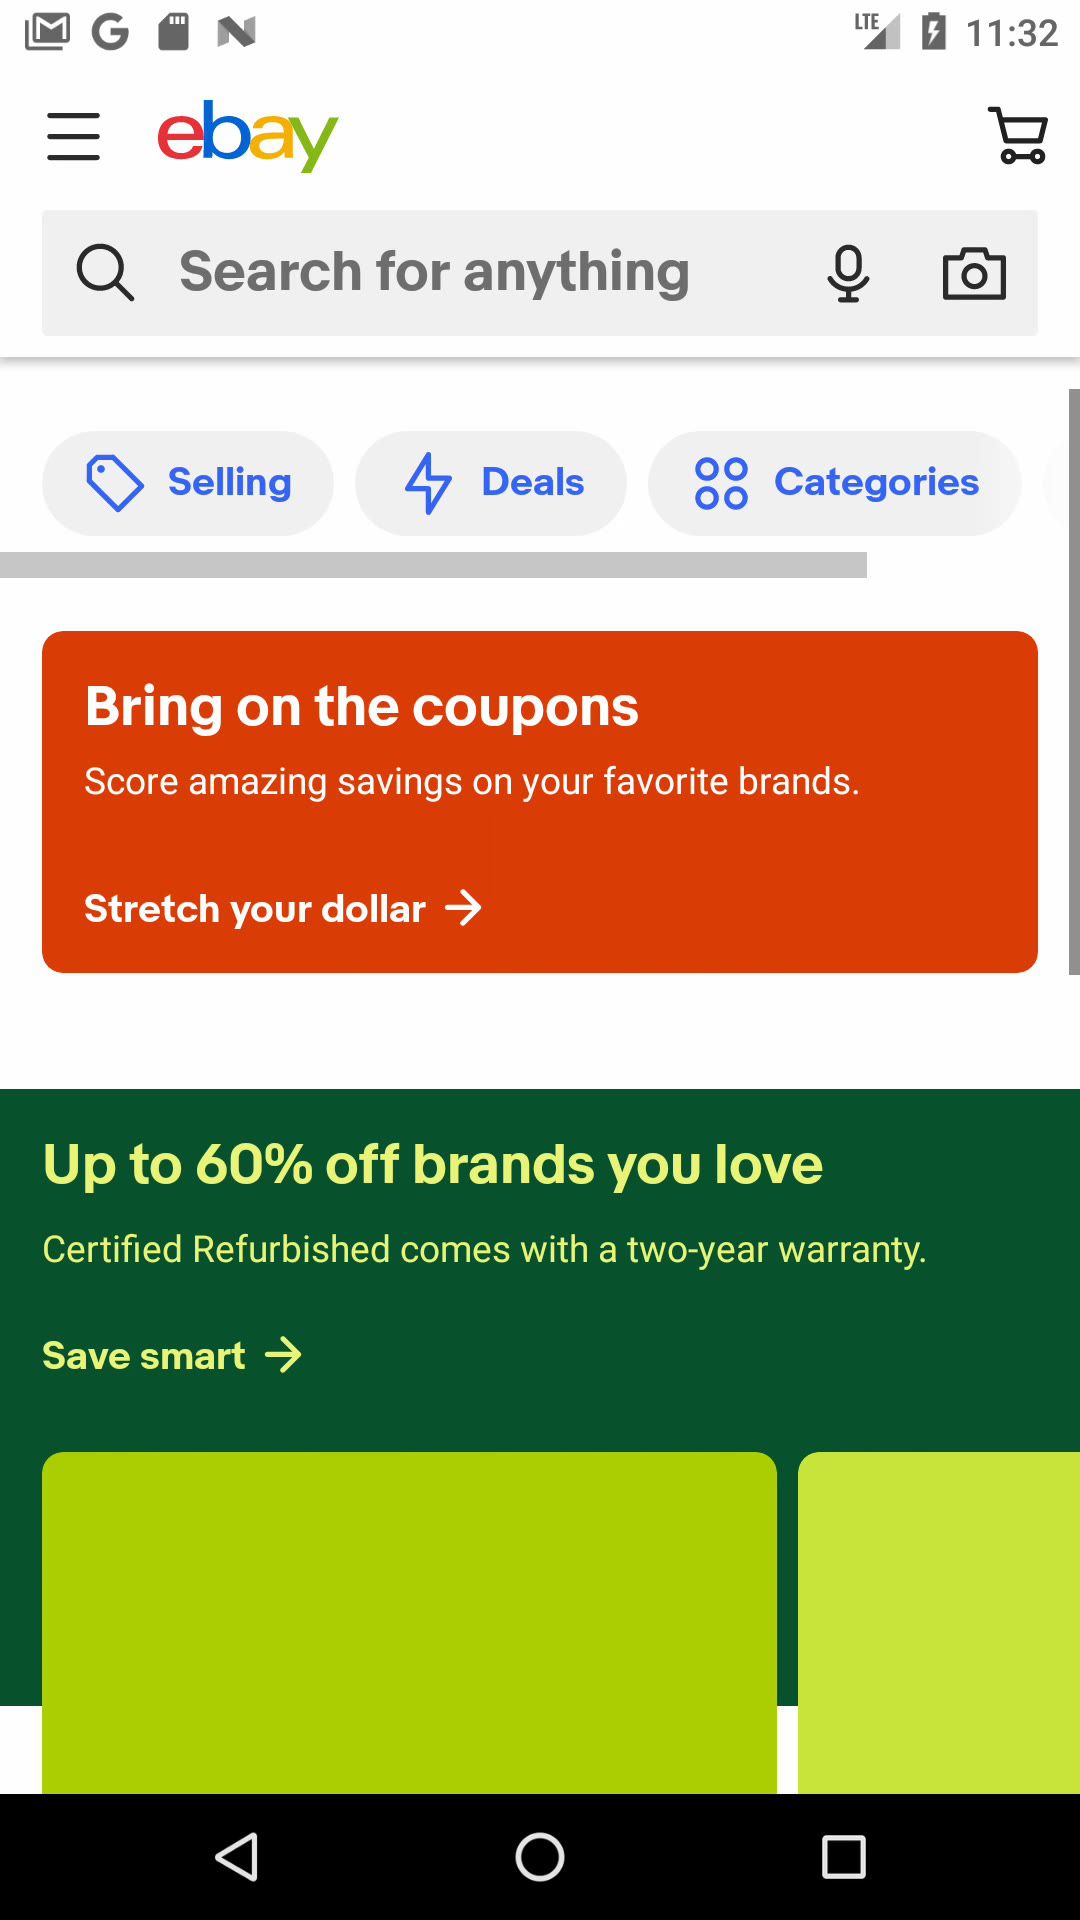 LTE 11:32
ebay
Search for anything
Selling Deals Categories
Bring on the coupons
Score amazing savings on your favorite brands.
Stretch your dollar
Up to 60% off brands you love
Certified Refurbished comes with a two-year warranty.
Save smart